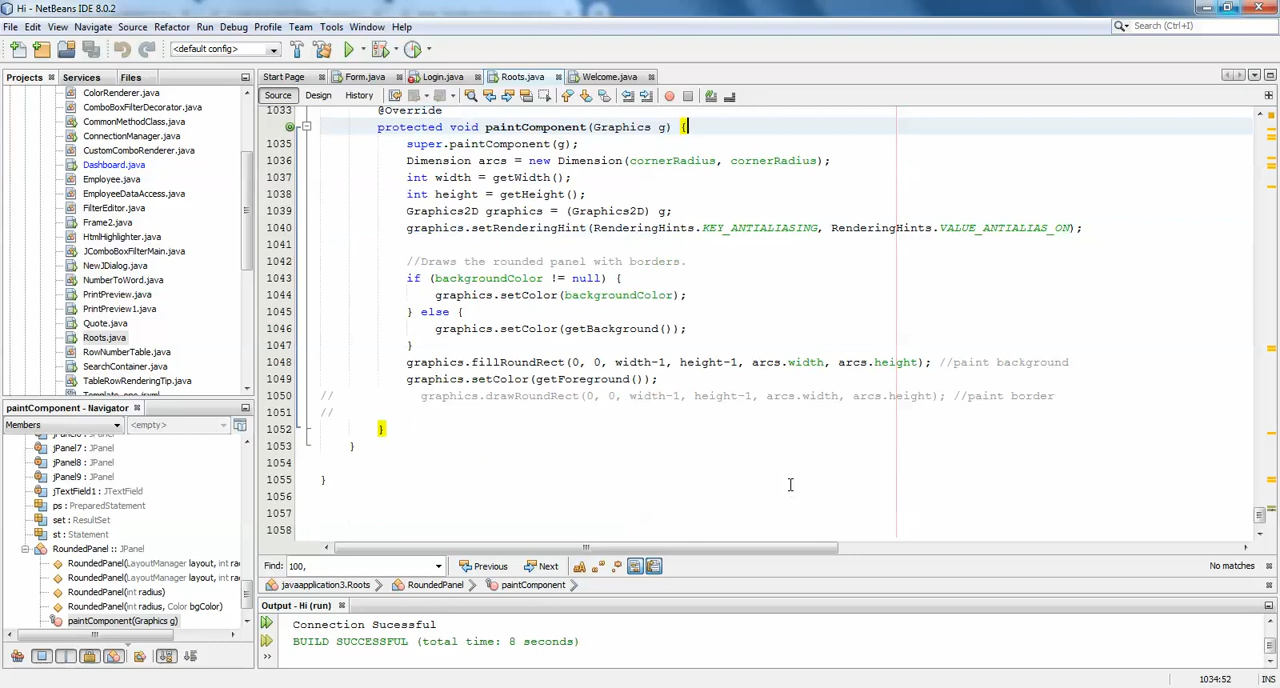 Hi - NetBeans IDE 8.0.2
File Edit View Navigate Source Refactor Run Debug Profile Team Tools Window Help
Search (Ctrl+I)
<default config>
Projects Services Files
Start Page Form.java Login.java Roots.java Welcome.java
Source Design History
ColorRenderer.java
ComboBoxFilterDecorator.java
CommonMethodClass.java
ConnectionManager.java
CustomComboRenderer.java
Dashboard.java
Employee.java
EmployeeDataAccess.java
FilterEditor.java
Frame2.java
HtmlHighlighter.java
JComboBoxFilterMain.java
NewJDialog.java
NumberToWord.java
PrintPreview.java
PrintPreview1.java
Quote.java
Roots.java
RowNumberTable.java
SearchContainer.java
TableRowRenderingTip.java
paintComponent - Navigator
Members <empty>
jPanel7 : JPanel
jPanel8 : JPanel
jPanel9 : JPanel
jTextField1 : JTextField
ps : PreparedStatement
set : ResultSet
st : Statement
RoundedPanel :: JPanel
RoundedPanel(LayoutManager layout, int ra
RoundedPanel(LayoutManager layout, int ra
RoundedPanel(int radius)
RoundedPanel(int radius, Color bgColor)
paintComponent(Graphics g)
1033 @Override
protected void paintComponent(Graphics g) {
1035 super.paintComponent(g);
1036 Dimension arcs = new Dimension(cornerRadius, cornerRadius);
1037 int width = getWidth();
1038 int height = getHeight();
1039 Graphics2D graphics = (Graphics2D) g;
1040 graphics.setRenderingHint(RenderingHints.KEY_ANTIALIASING, RenderingHints.VALUE_ANTIALIAS_ON);
1041
1042 //Draws the rounded panel with borders.
1043 if (backgroundColor != null) {
1044 graphics.setColor(backgroundColor);
1045 } else {
1046 graphics.setColor(getBackground());
1047 }
1048 graphics.fillRoundRect(0, 0, width-1, height-1, arcs.width, arcs.height); //paint background
1049 graphics.setColor(getForeground());
1050 // graphics.drawRoundRect(0, 0, width-1, height-1, arcs.width, arcs.height); //paint border
1051 //
1052 }
1053 }
1054
1055 }
1056
1057
1058
Find: 100, Previous Next No matches
javaapplication3.Roots RoundedPanel paintComponent
Output - Hi (run)
Connection Sucessful
BUILD SUCCESSFUL (total time: 8 seconds)
1034:52 INS